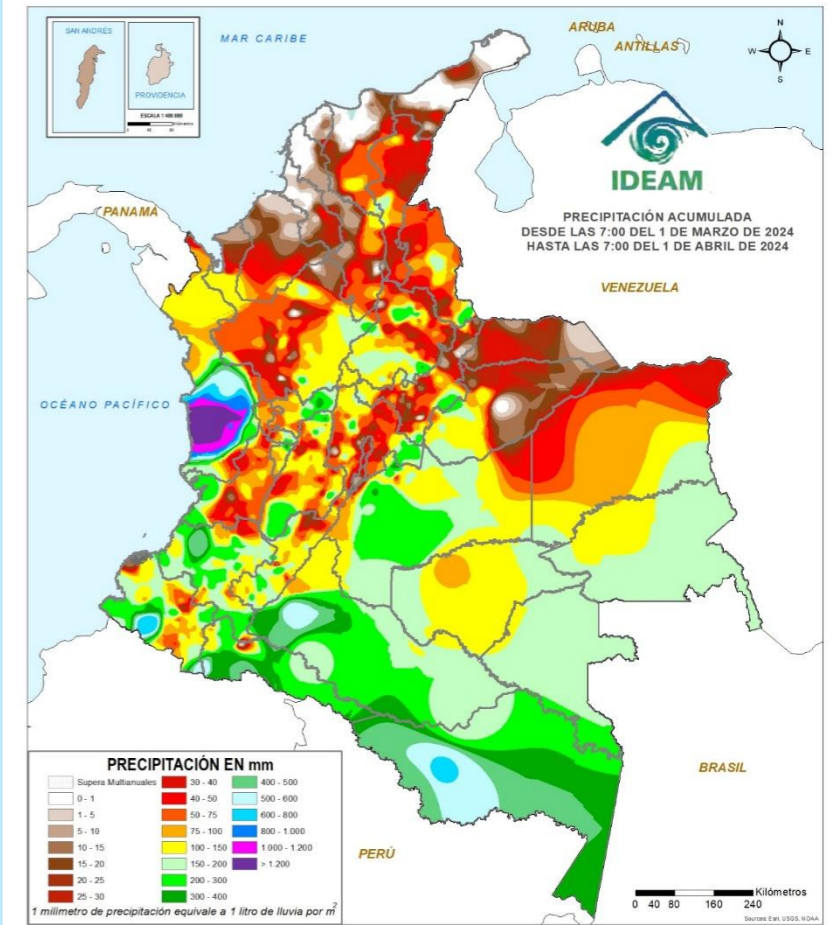 SAN ANDRÉS
PROVIDENCIA
ESCALA 1:400.000
Kilómetros
MAR CARIBE
ARUBA
ANTILLAS
N
W E
S
IDEAM
PRECIPITACIÓN ACUMULADA
DESDE LAS 7:00 DEL 1 DE MARZO DE 2024
HASTA LAS 7:00 DEL 1 DE ABRIL DE 2024
PANAMÁ
VENEZUELA
OCÉANO PACÍFICO
BRASIL
PERÚ
PRECIPITACIÓN EN mm
Supera Multianuales
0 - 1
1 - 5
5 - 10
10 - 15
15 - 20
20 - 25
25 - 30
30 - 40
40 - 50
50 - 75
75 - 100
100 - 150
150 - 200
200 - 300
300 - 400
400 - 500
500 - 600
600 - 800
800 - 1.000
1.000 - 1.200
> 1.200
1 milímetro de precipitación equivale a 1 litro de lluvia por m²
Kilómetros
0 40 80 160 240
Sources: Esri, USGS, NOAA